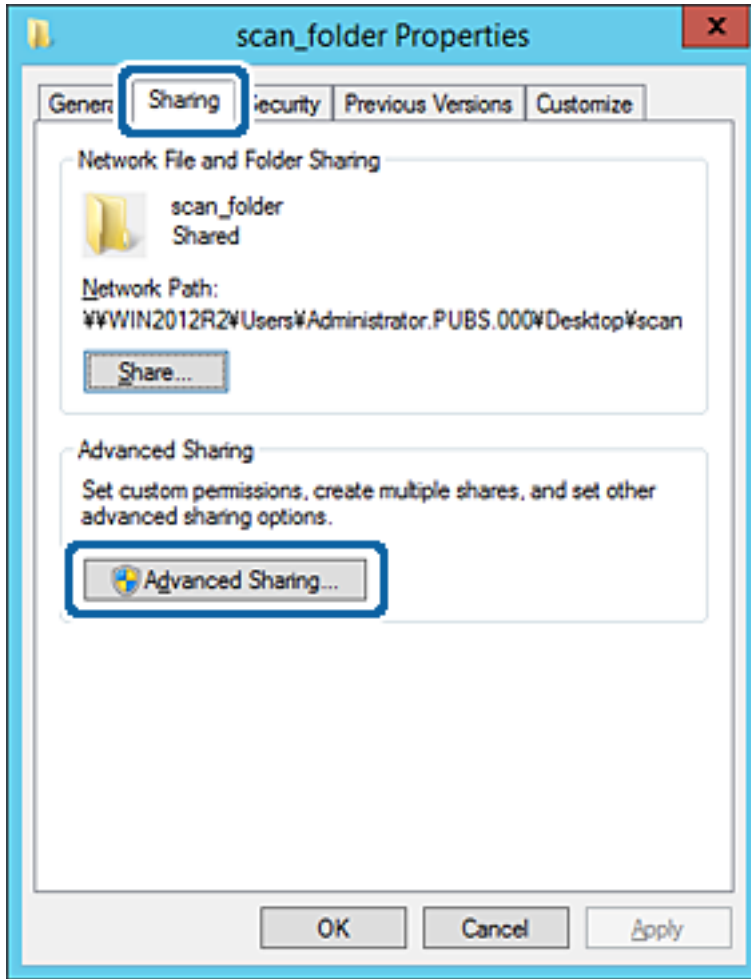 scan_folder Properties
General Sharing Security Previous Versions Customize
Network File and Folder Sharing
scan_folder
Shared
Network Path:
¥¥WIN2012R2¥Users¥Administrator.PUBS.000¥Desktop¥scan
Share...
Advanced Sharing
Set custom permissions, create multiple shares, and set other
advanced sharing options.
Advanced Sharing...
OK Cancel Apply